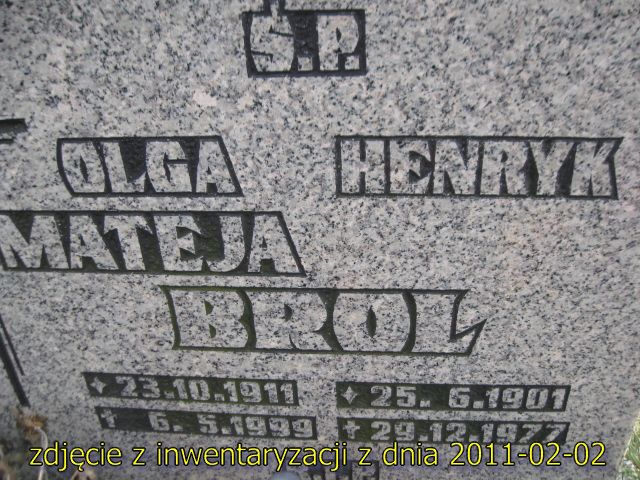 Ś.P.
OLGA HENRYK
MATEJA
BROL
23.10.1911 25. 6.1901
† 6. 5.1999 † 29.12.1977
zdjęcie z inwentaryzacji z dnia 2011-02-02